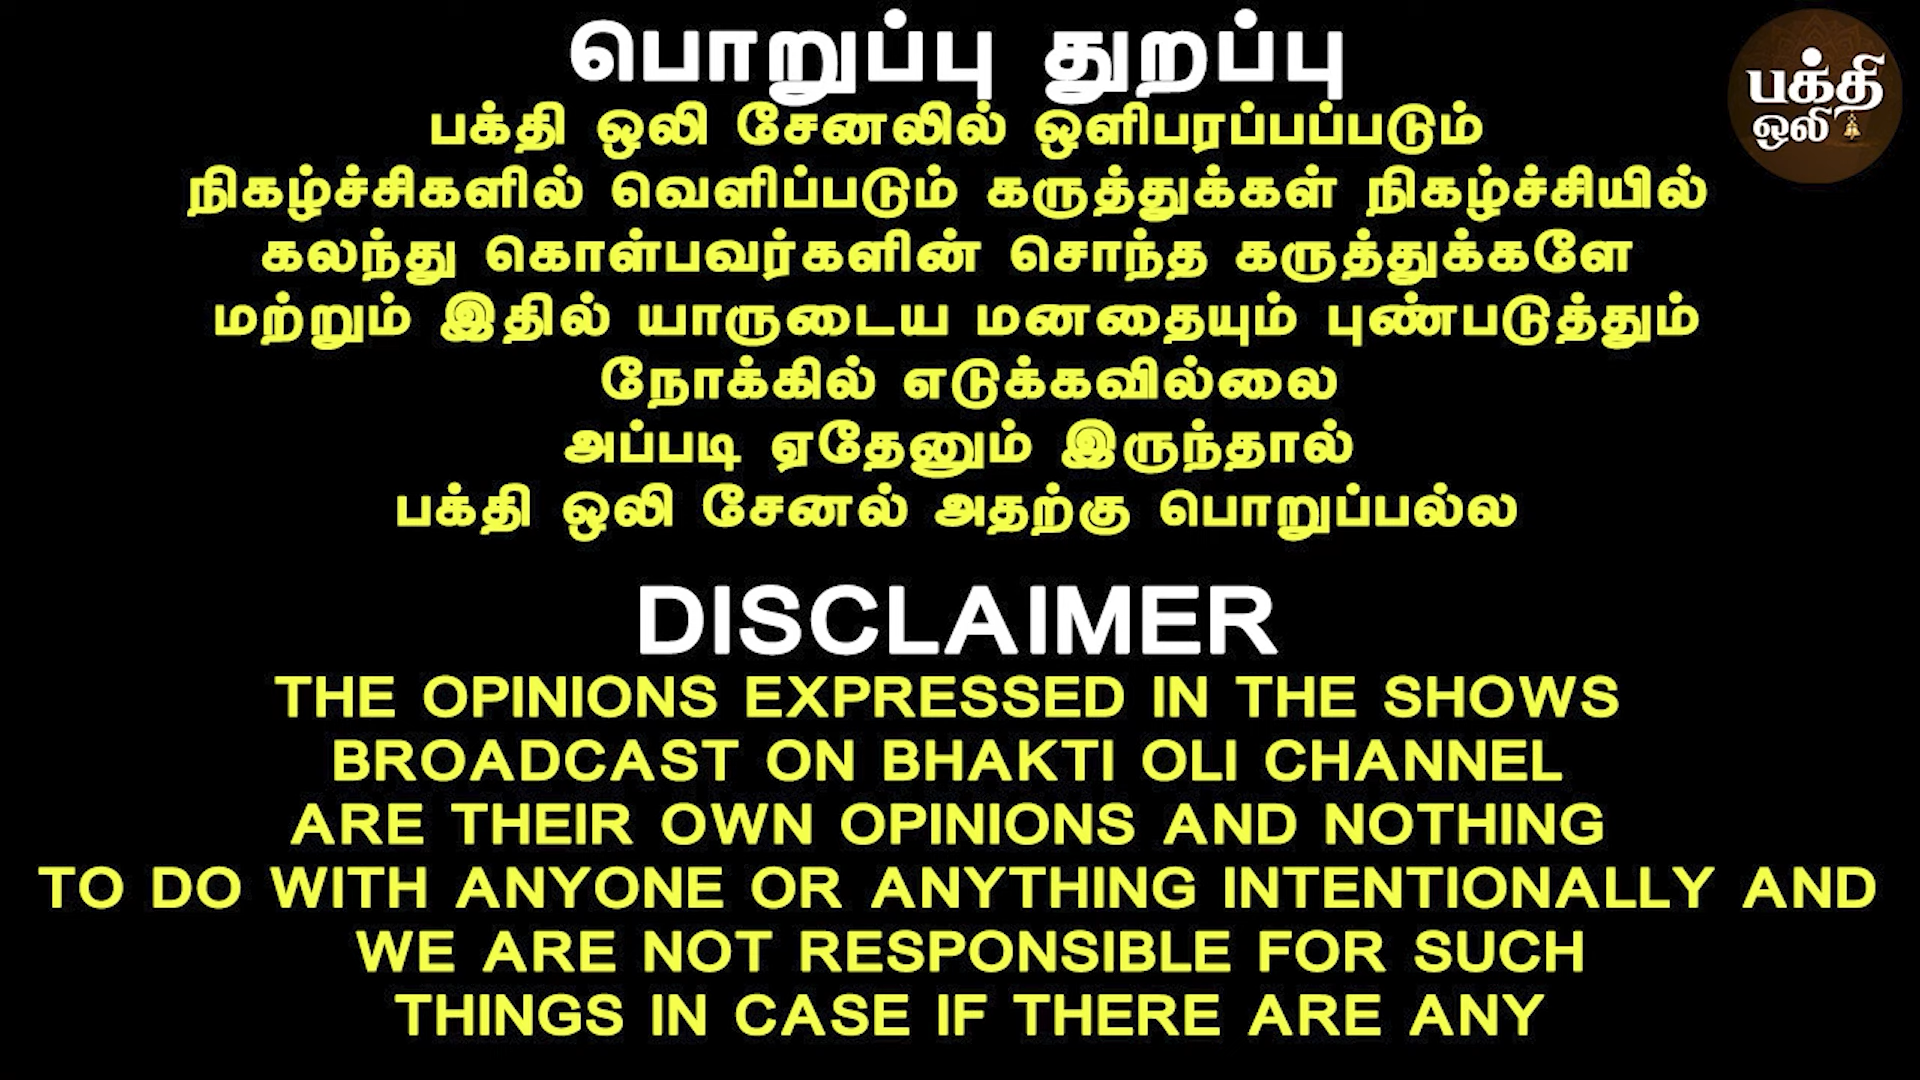 பொறுப்பு துறப்பு
பக்தி ஒலி சேனலில் ஒளிபரப்பப்படும்
நிகழ்ச்சிகளில் வெளிப்படும் கருத்துக்கள் நிகழ்ச்சியில்
கலந்து கொள்பவர்களின் சொந்த கருத்துக்களே
மற்றும் இதில் யாருடைய மனதையும் புண்படுத்தும்
நோக்கில் எடுக்கவில்லை
அப்படி ஏதேனும் இருந்தால்
பக்தி ஒலி சேனல் அதற்கு பொறுப்பல்ல
பக்தி
ஒலி
DISCLAIMER
THE OPINIONS EXPRESSED IN THE SHOWS
BROADCAST ON BHAKTI OLI CHANNEL
ARE THEIR OWN OPINIONS AND NOTHING
TO DO WITH ANYONE OR ANYTHING INTENTIONALLY AND
WE ARE NOT RESPONSIBLE FOR SUCH
THINGS IN CASE IF THERE ARE ANY